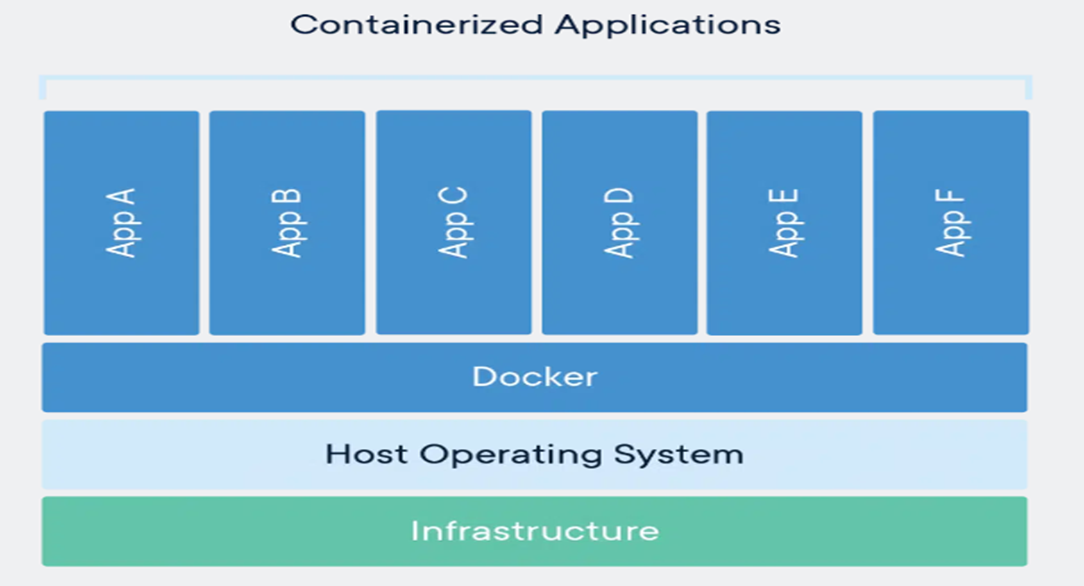 Containerized Applications
App A
App B
App C
App D
App E
App F
Docker
Host Operating System
Infrastructure